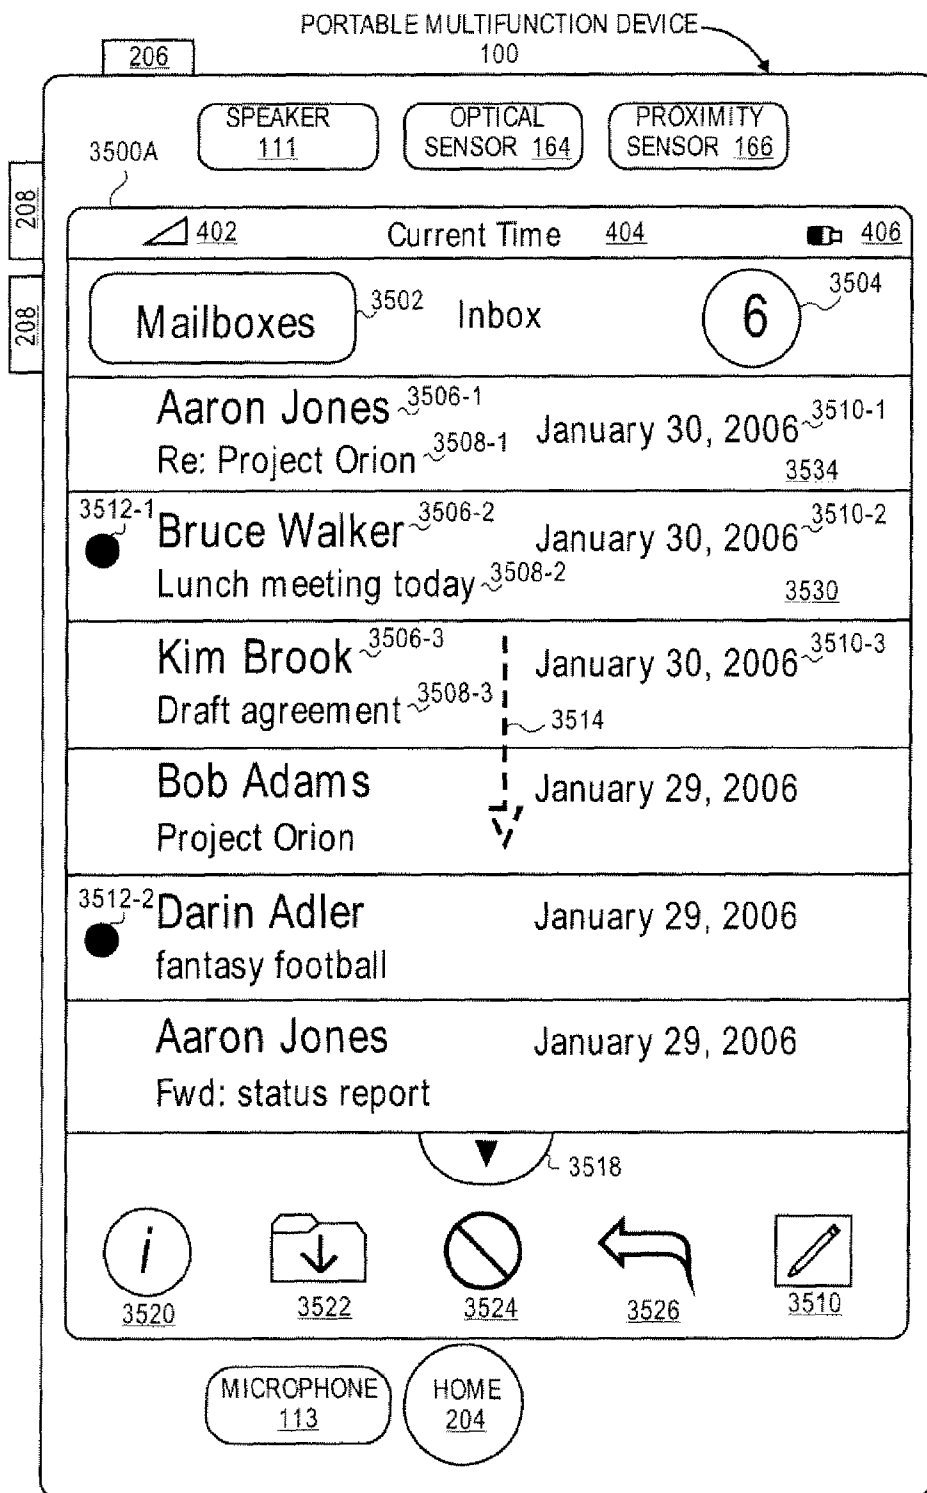 PORTABLE MULTIFUNCTION DEVICE
100
206
SPEAKER
111
OPTICAL
SENSOR 164
PROXIMITY
SENSOR 166
3500A
208
208
402 Current Time 404 406
Mailboxes 3502 Inbox 6 3504
Aaron Jones 3506-1
January 30, 2006 3510-1
Re: Project Orion 3508-1
3534
3512-1
Bruce Walker 3506-2
January 30, 2006 3510-2
Lunch meeting today 3508-2
3530
Kim Brook 3506-3
January 30, 2006 3510-3
Draft agreement 3508-3
3514
Bob Adams
January 29, 2006
Project Orion
3512-2
Darin Adler
January 29, 2006
fantasy football
Aaron Jones
January 29, 2006
Fwd: status report
3518
i
3520 3522 3524 3526 3510
MICROPHONE
113
HOME
204